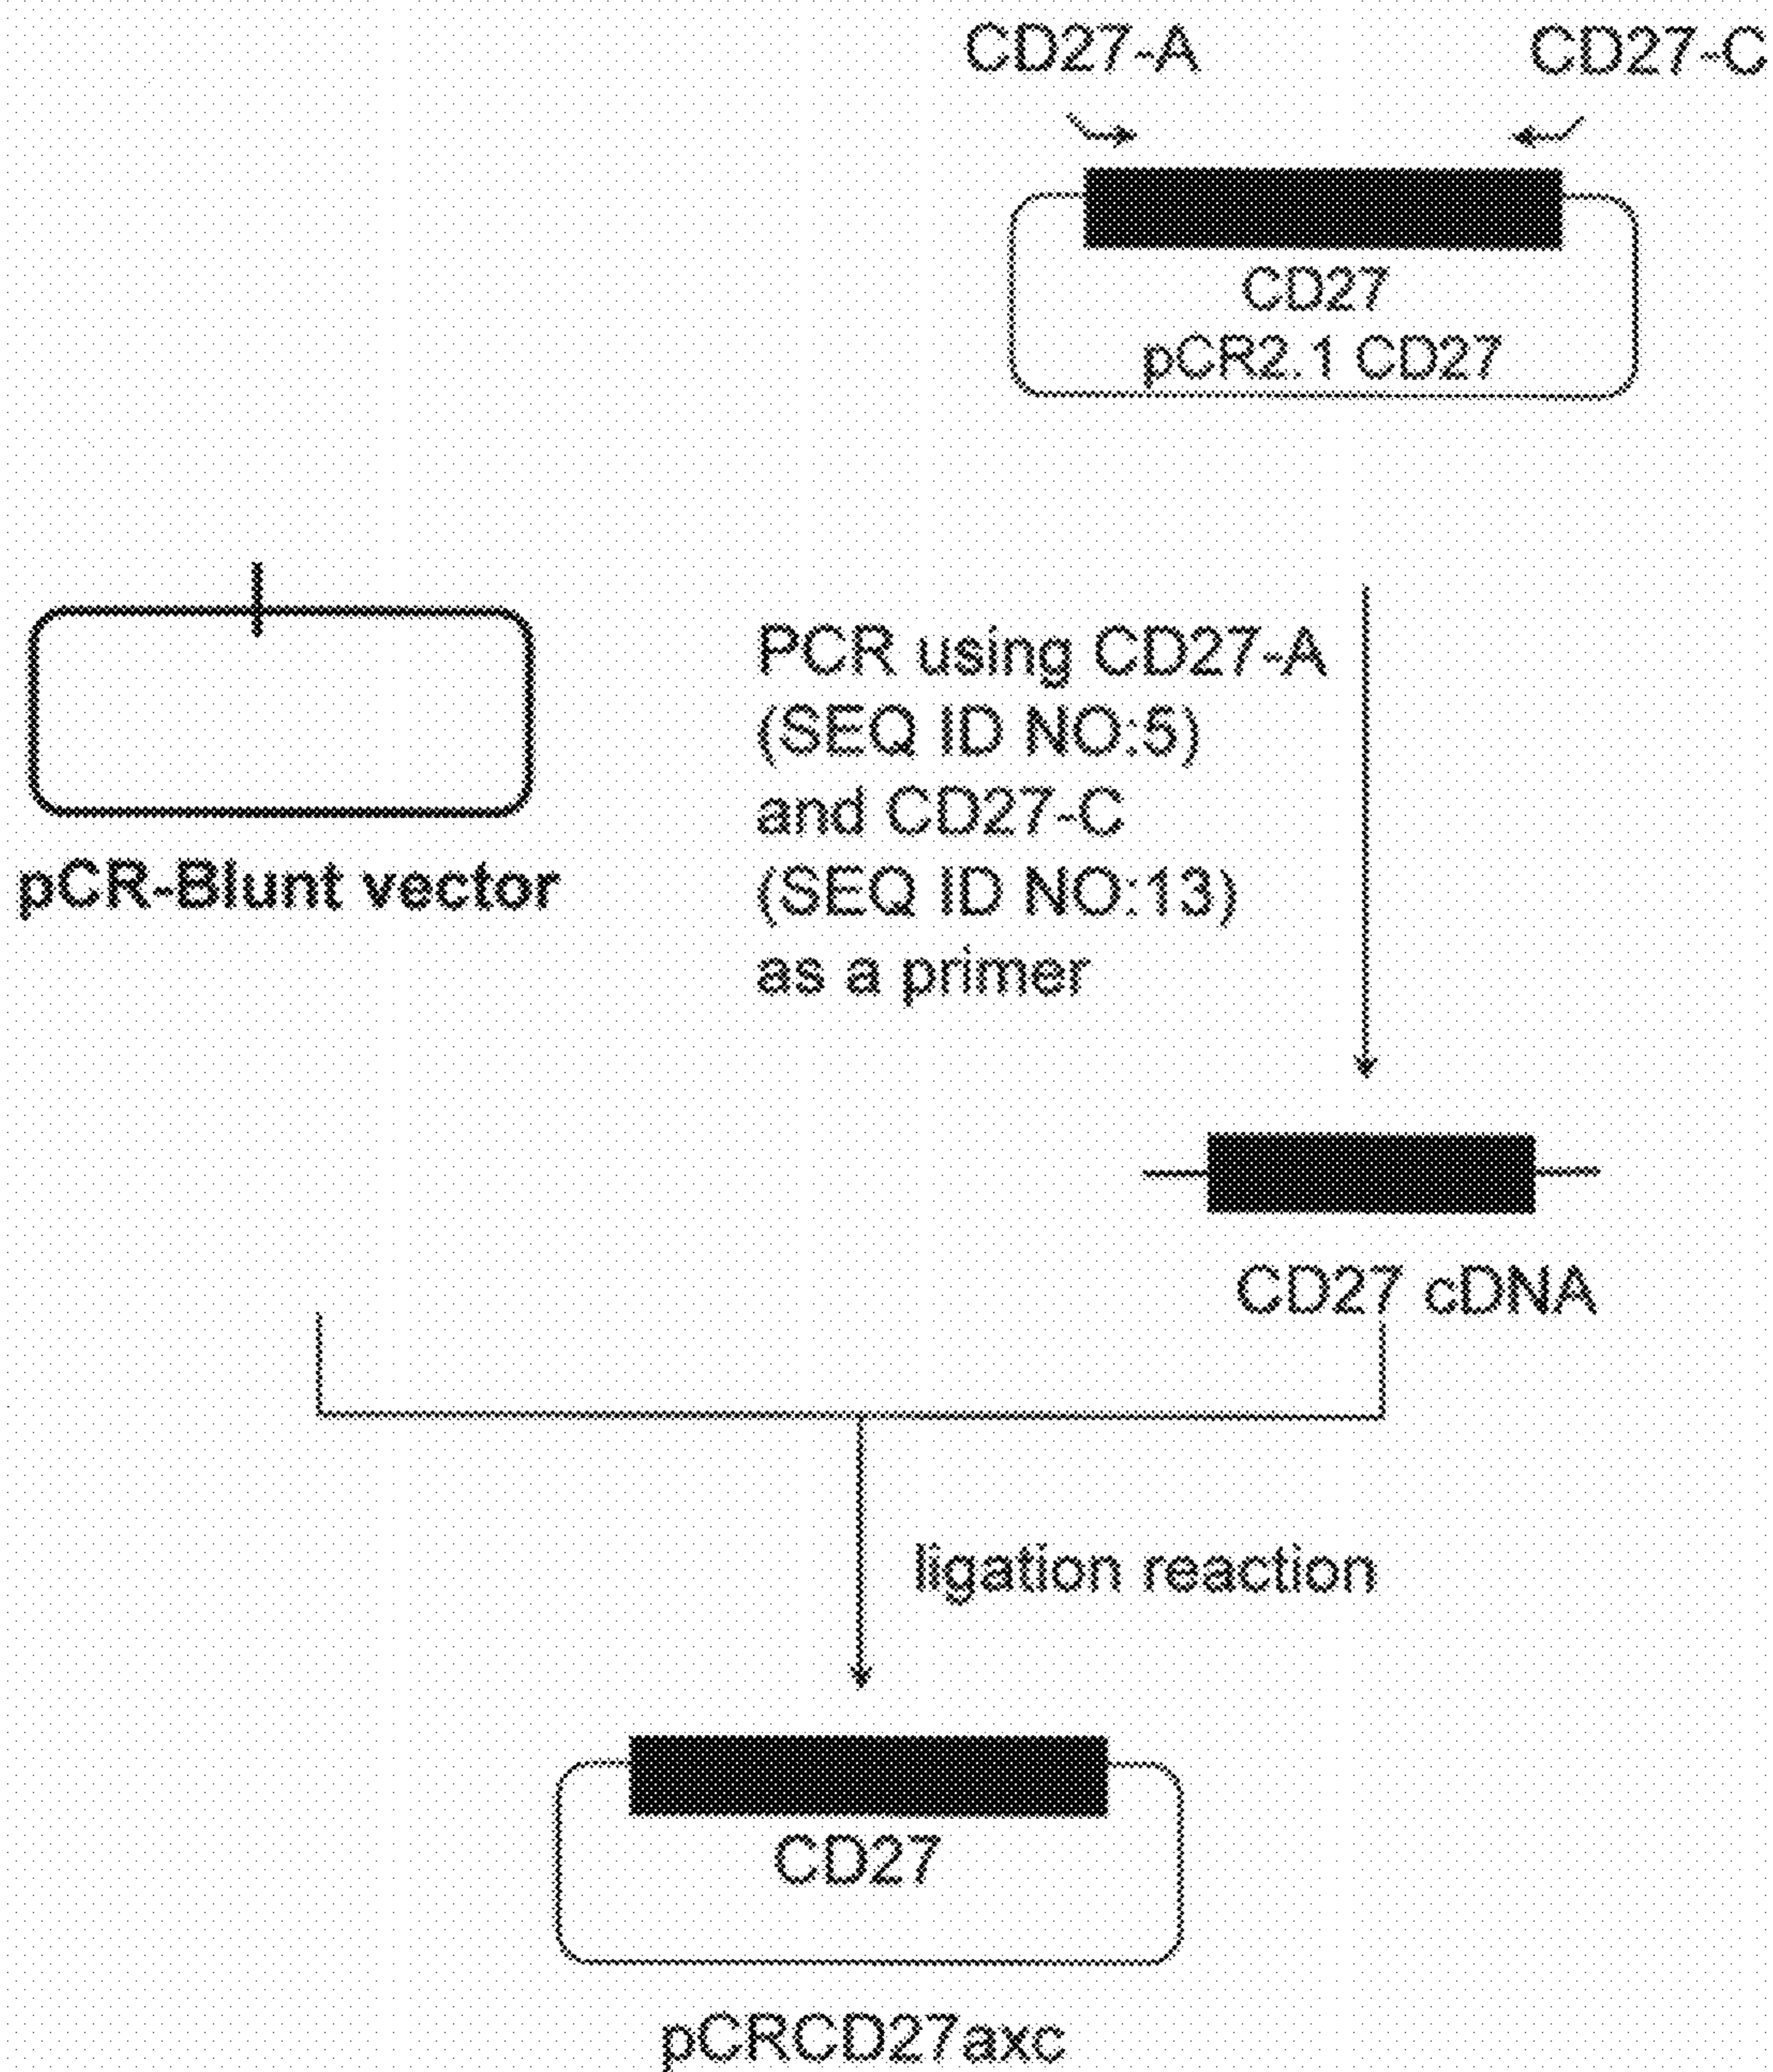 CD27-A
CD27-C
CD27
pCR2.1 CD27
pCR-Blunt vector
PCR using CD27-A
(SEQ ID NO:5)
and CD27-C
(SEQ ID NO:13)
as a primer
CD27 cDNA
ligation reaction
CD27
pCRCD27axc